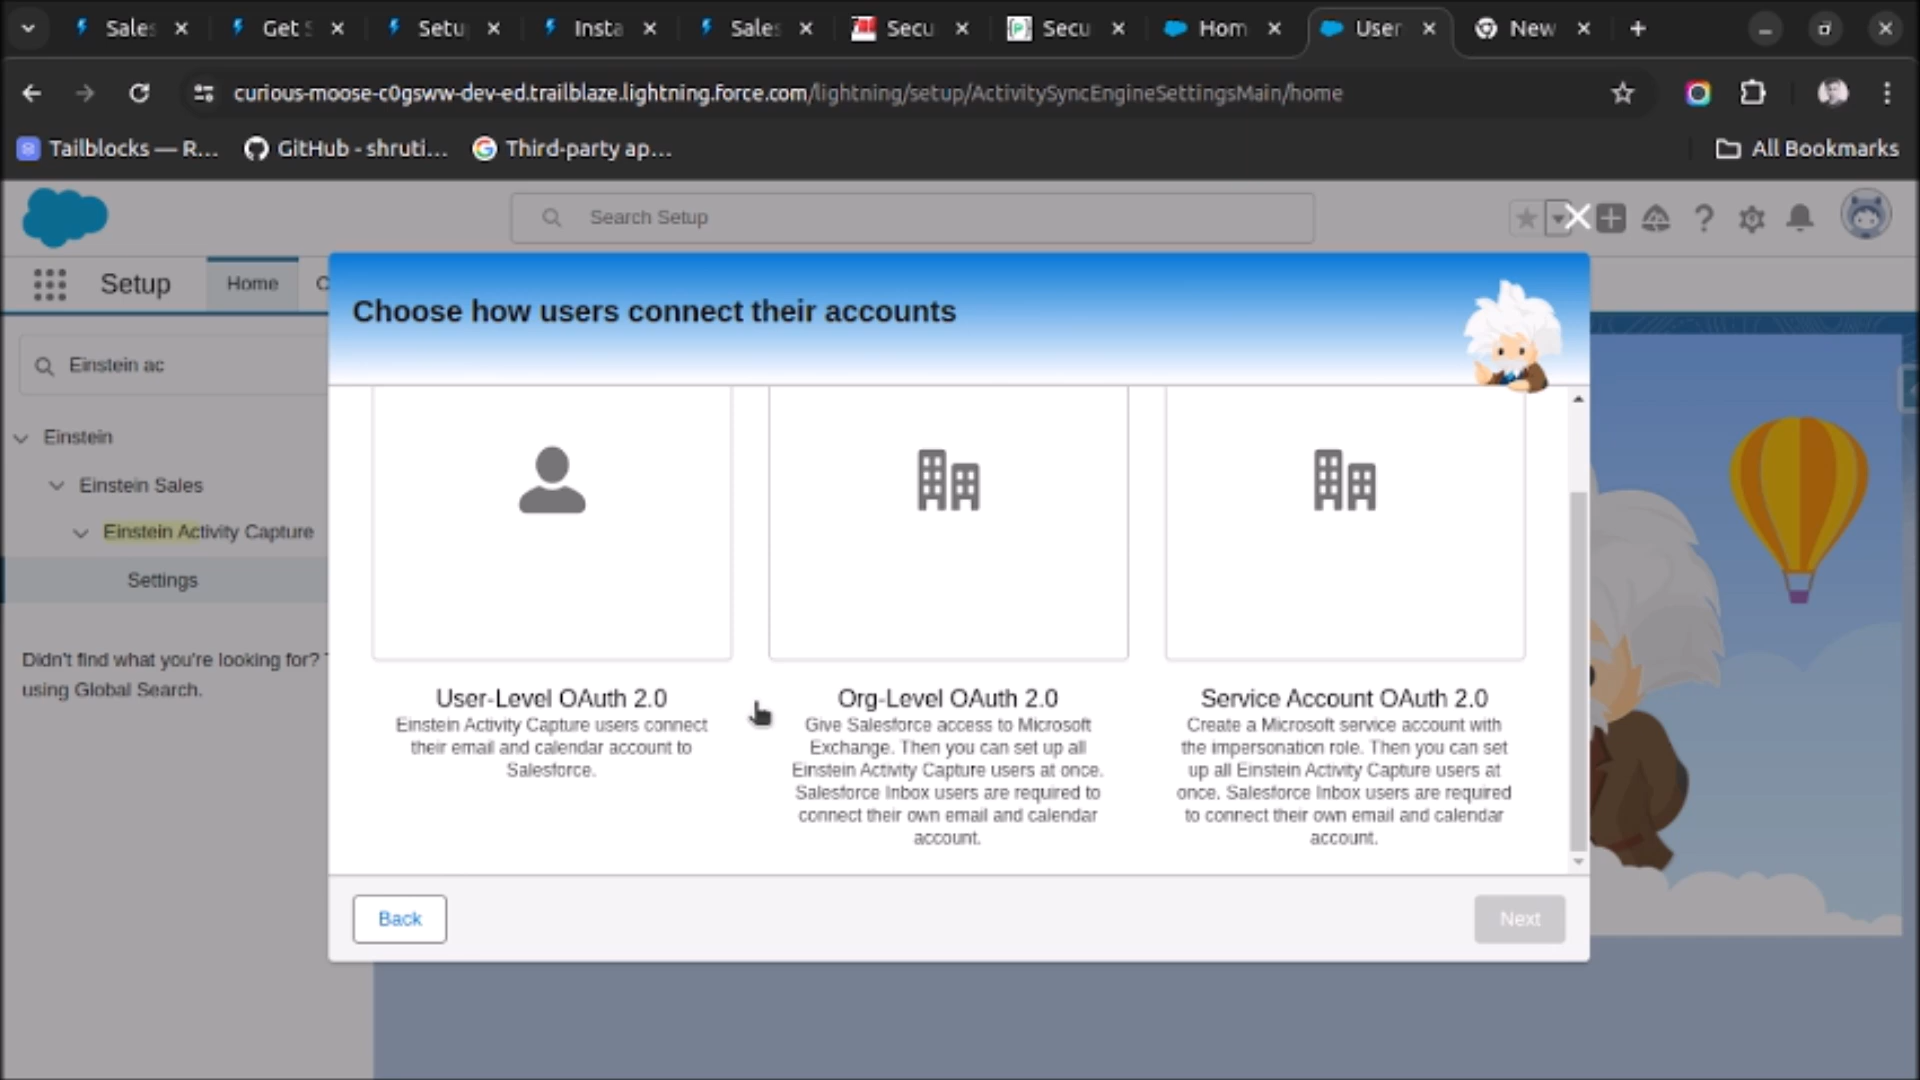 Sales
Get S
Setu
Insta
Sales
Secu
Secu
Hom
User
New
curious-moose-c0gsww-dev-ed.trailblaze.lightning.force.com/lightning/setup/ActivitySyncEngineSettingsMain/home
Tailblocks — R...
GitHub - shruti...
Third-party ap...
All Bookmarks
Search Setup
Setup
Home
Choose how users connect their accounts
Einstein ac
Einstein
Einstein Sales
Einstein Activity Capture
Settings
Didn't find what you're looking for?
using Global Search.
User-Level OAuth 2.0
Einstein Activity Capture users connect
their email and calendar account to
Salesforce.
Org-Level OAuth 2.0
Give Salesforce access to Microsoft
Exchange. Then you can set up all
Einstein Activity Capture users at once.
Salesforce Inbox users are required to
connect their own email and calendar
account.
Service Account OAuth 2.0
Create a Microsoft service account with
the impersonation role. Then you can set
up all Einstein Activity Capture users at
once. Salesforce Inbox users are required
to connect their own email and calendar
account.
Back
Next